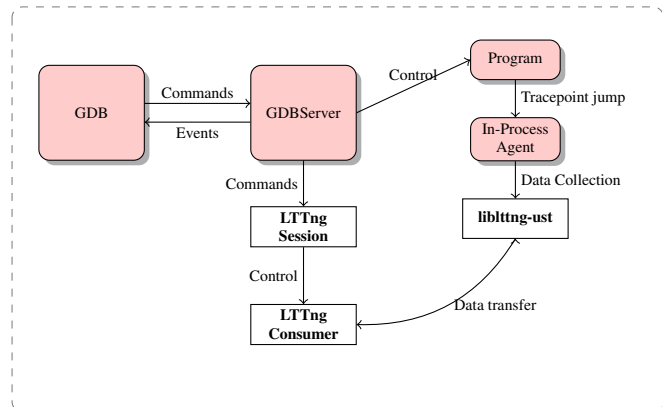 Program
Control
Commands
GDB
GDBServer
Tracepoint jump
Events
In-Process
Agent
Commands
Data Collection
LTTng
Session
liblttng-ust
Control
Data transfer
LTTng
Consumer